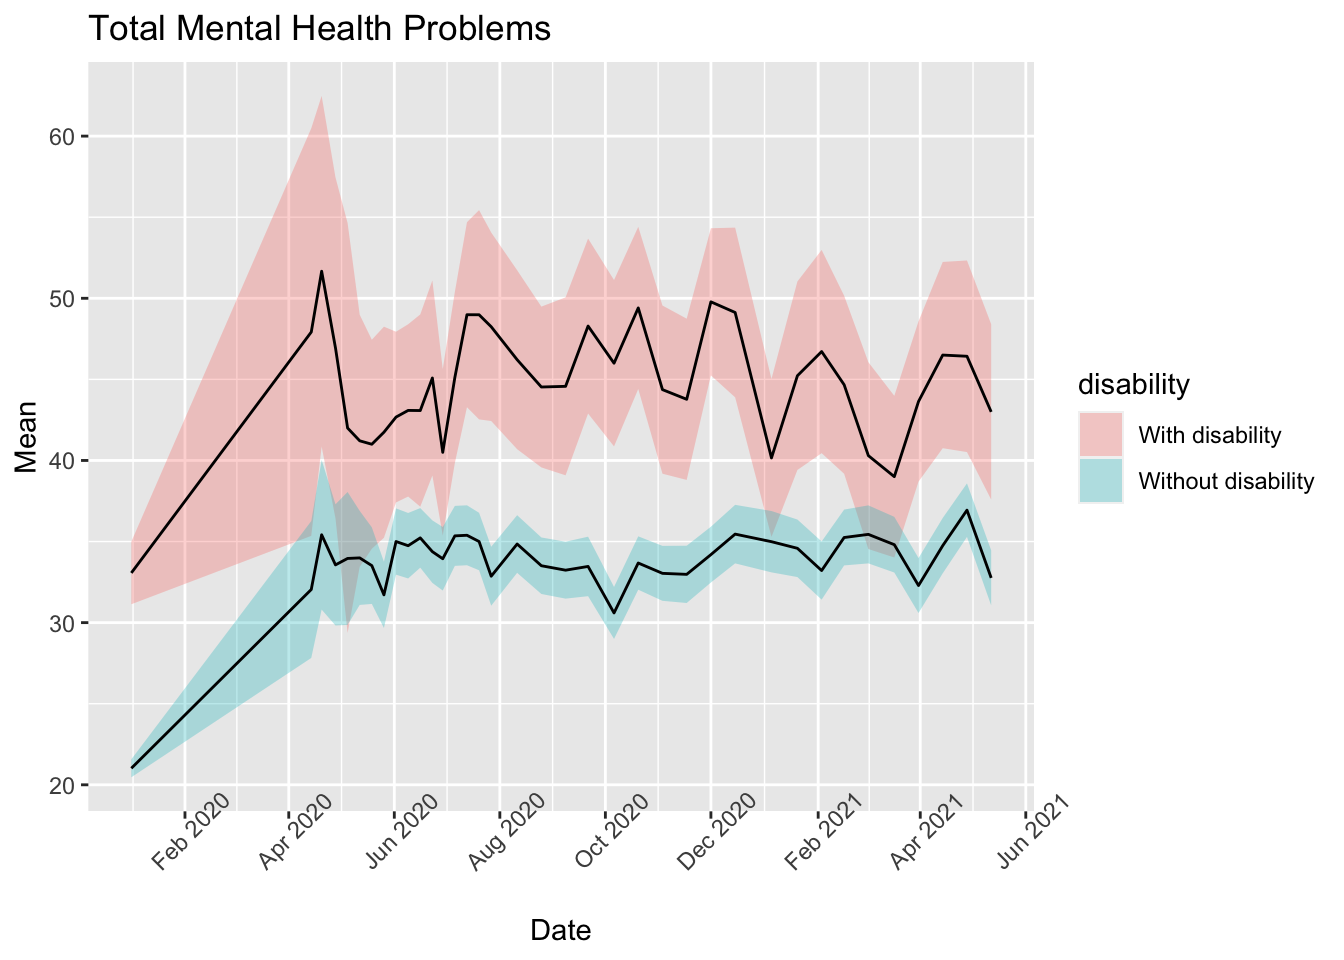 Total Mental Health Problems
Mean
60
50
40
30
20
Feb 2020
Apr 2020
Jun 2020
Aug 2020
Oct 2020
Dec 2020
Feb 2021
Apr 2021
Jun 2021
Date
disability
With disability
Without disability